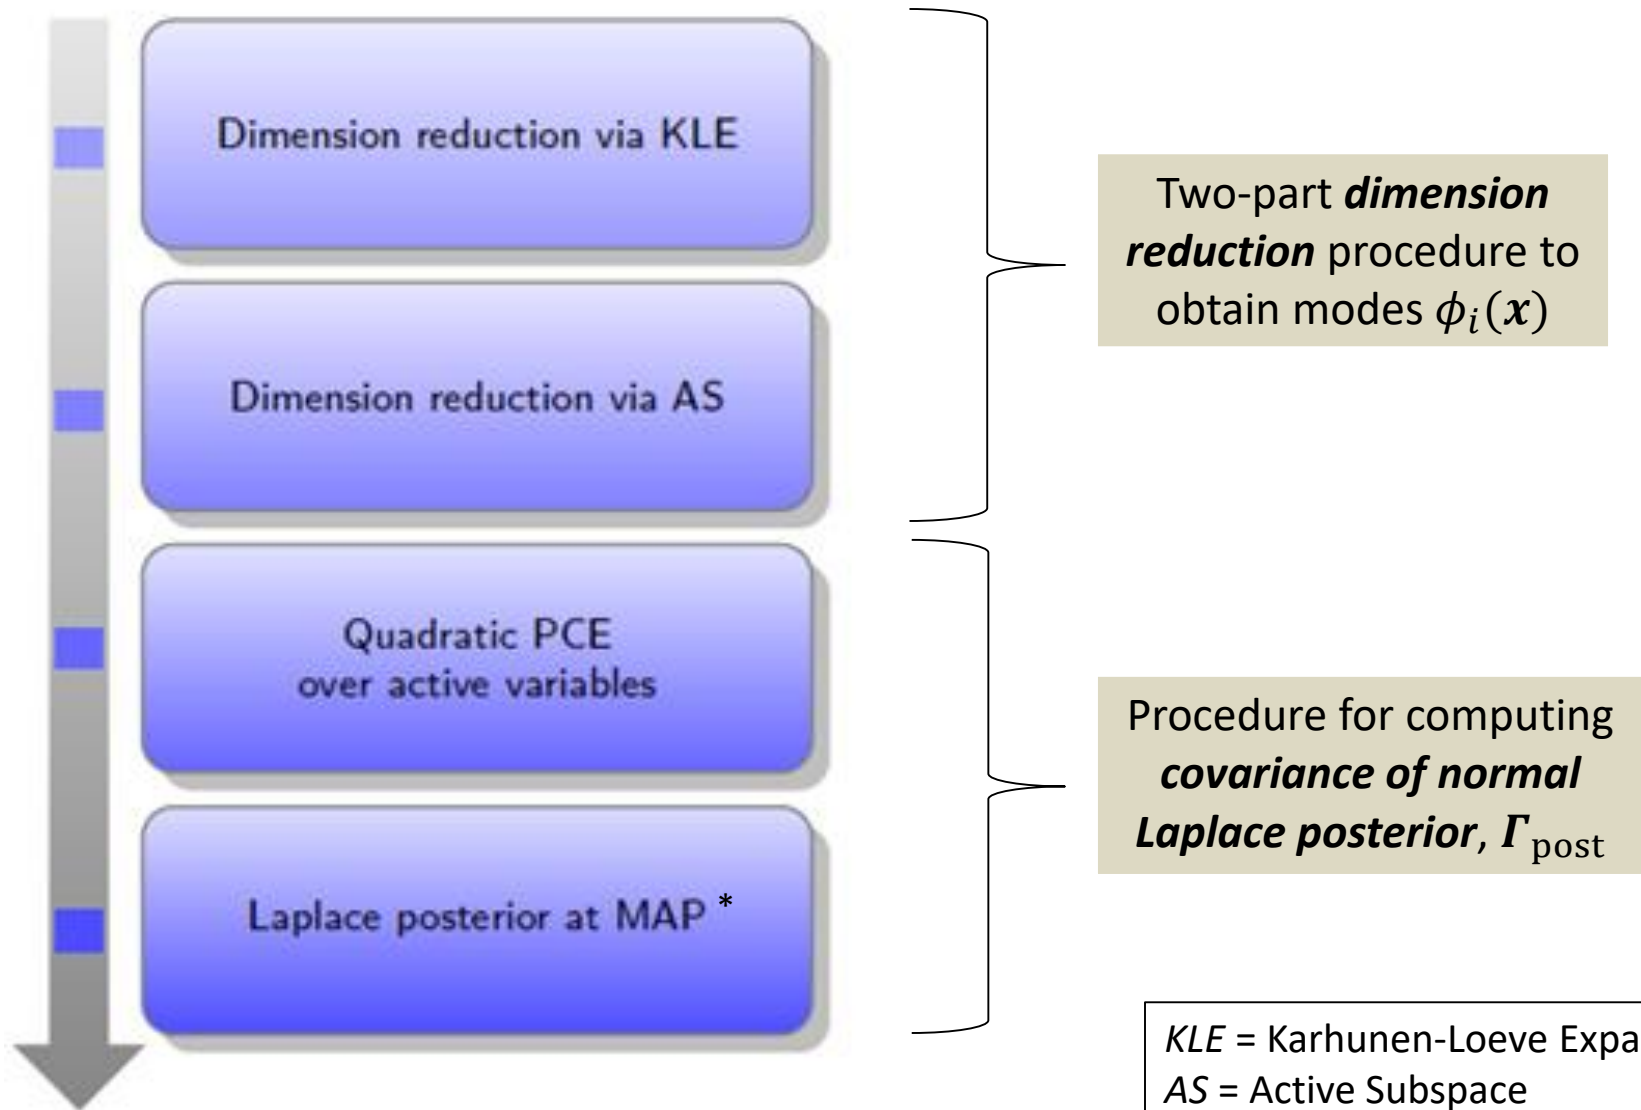 Dimension reduction via KLE
Dimension reduction via AS
Quadratic PCE
over active variables
Laplace posterior at MAP *
Two-part dimension
reduction procedure to
obtain modes ϕᵢ(𝒙)
Procedure for computing
covariance of normal
Laplace posterior, 𝜞post
KLE = Karhunen-Loeve Expa
AS = Active Subspace